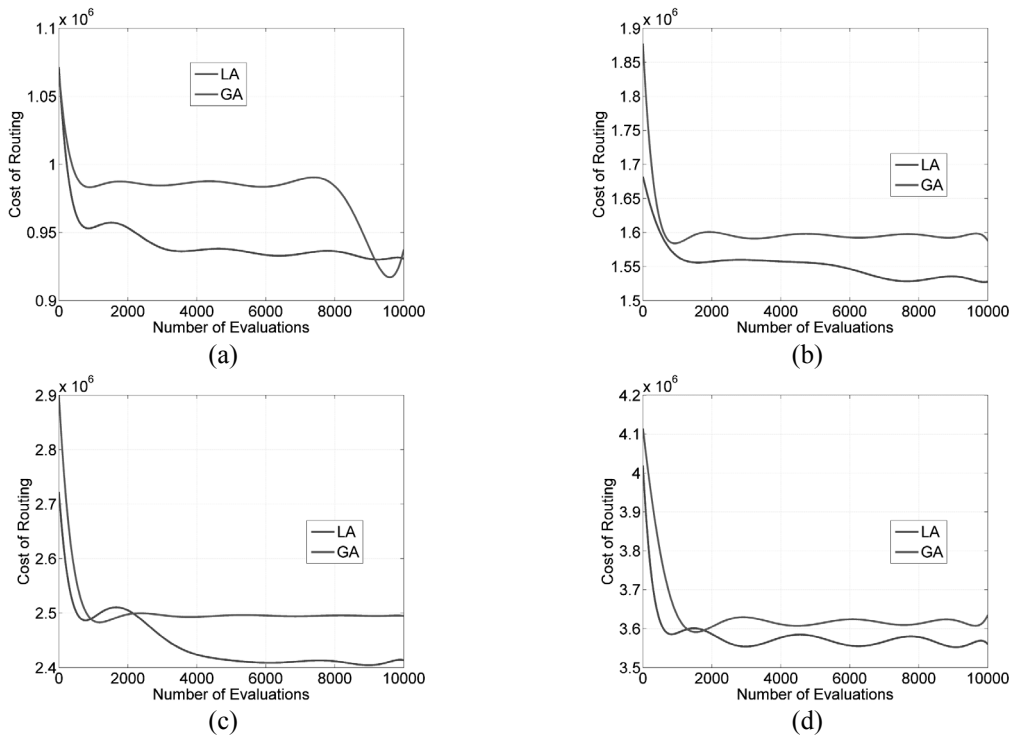 x 10^6
1.1
1.05
1
0.95
0.9
Cost of Routing
LA
GA
0 2000 4000 6000 8000 10000
Number of Evaluations
(a)
x 10^6
1.9
1.85
1.8
1.75
1.7
1.65
1.6
1.55
1.5
Cost of Routing
LA
GA
0 2000 4000 6000 8000 10000
Number of Evaluations
(b)
x 10^6
2.9
2.8
2.7
2.6
2.5
2.4
Cost of Routing
LA
GA
0 2000 4000 6000 8000 10000
Number of Evaluations
(c)
x 10^6
4.2
4.1
4
3.9
3.8
3.7
3.6
3.5
Cost of Routing
LA
GA
0 2000 4000 6000 8000 10000
Number of Evaluations
(d)